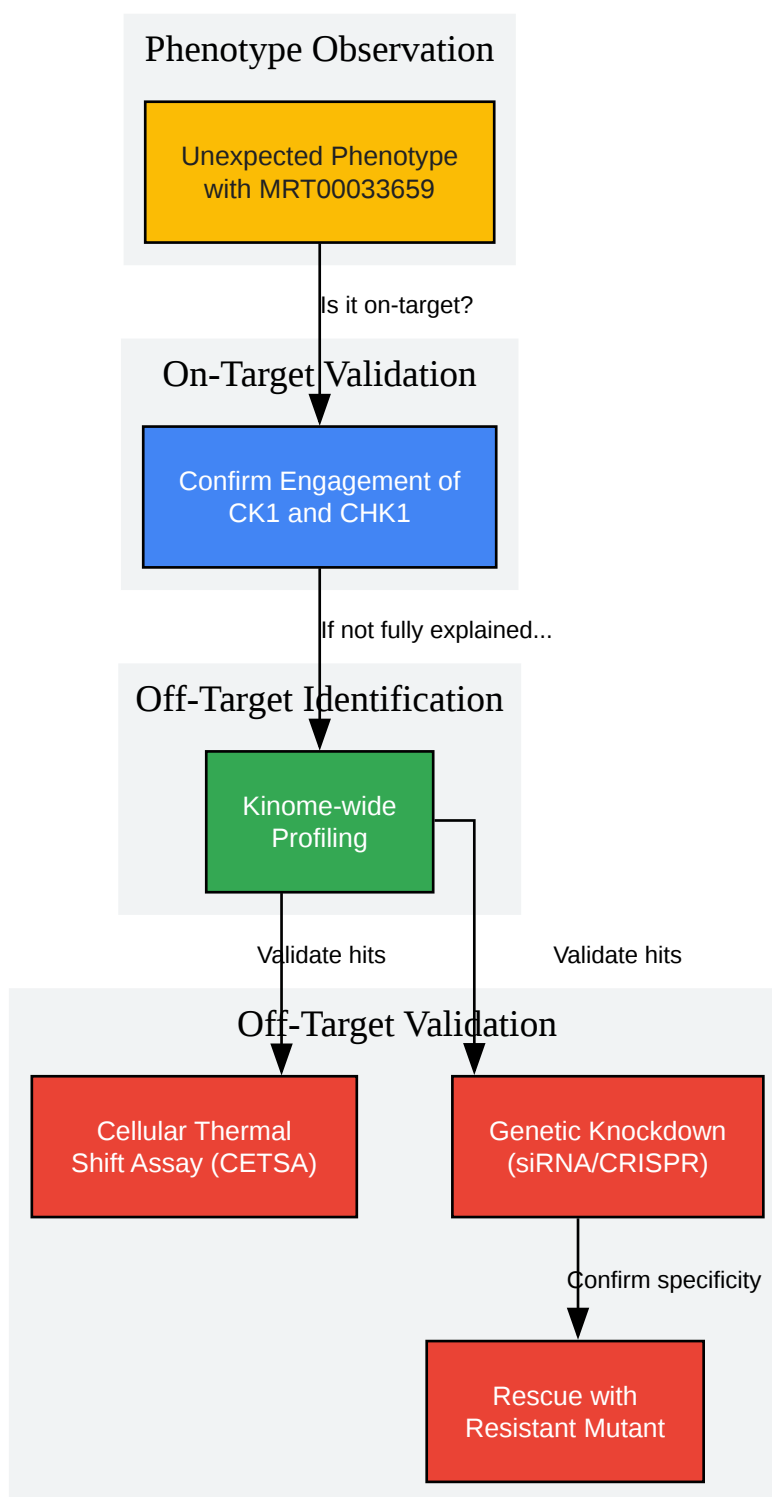 Phenotype Observation
Unexpected Phenotype
with MRT00033659
Is it on-target?
On-Target Validation
Confirm Engagement of
CK1 and CHK1
If not fully explained...
Off-Target Identification
Kinome-wide
Profiling
Validate hits
Validate hits
Off-Target Validation
Cellular Thermal
Shift Assay (CETSA)
Genetic Knockdown
(siRNA/CRISPR)
Confirm specificity
Rescue with
Resistant Mutant